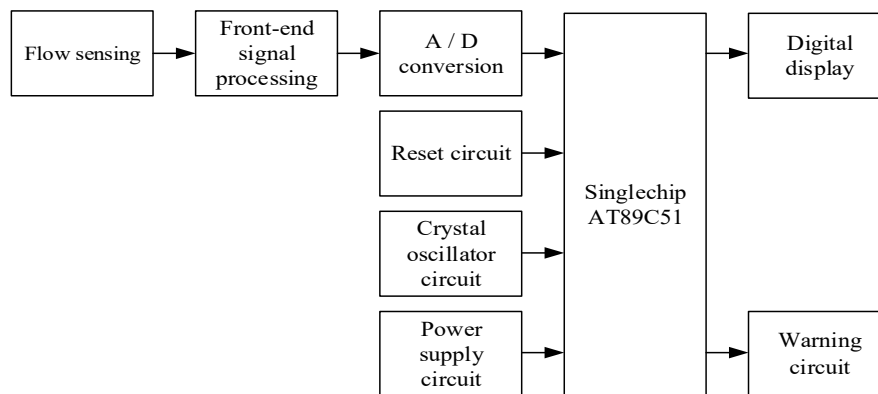 Flow sensing
Front-end
signal
processing
A / D
conversion
Reset circuit
Crystal
oscillator
circuit
Power
supply
circuit
Singlechip
AT89C51
Digital
display
Warning
circuit